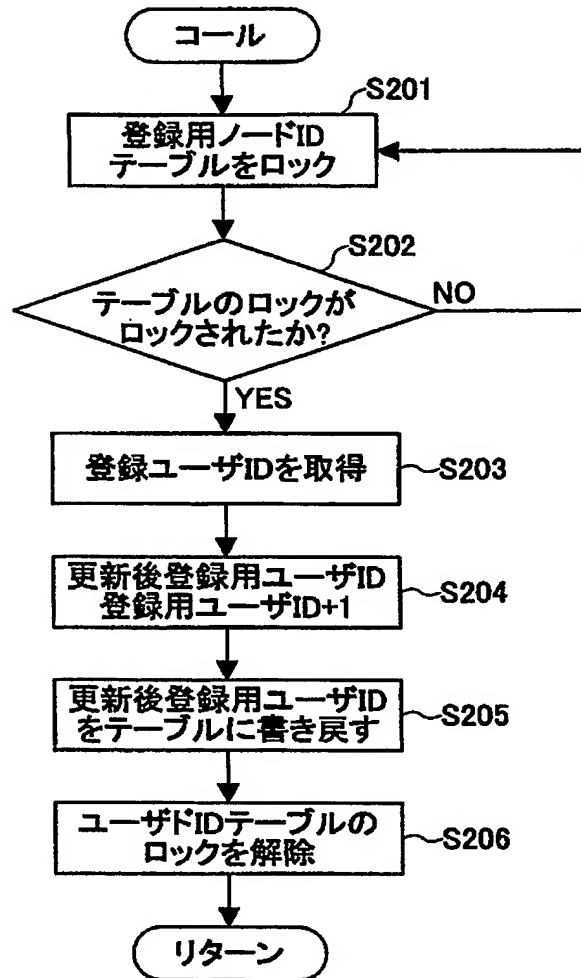 コール
S201
登録用ノードID
テーブルをロック
S202
テーブルのロックが
ロックされたか?
NO
YES
登録ユーザIDを取得
S203
更新後登録用ユーザID
登録用ユーザID+1
S204
更新後登録用ユーザID
をテーブルに書き戻す
S205
ユーザドIDテーブルの
ロックを解除
S206
リターン